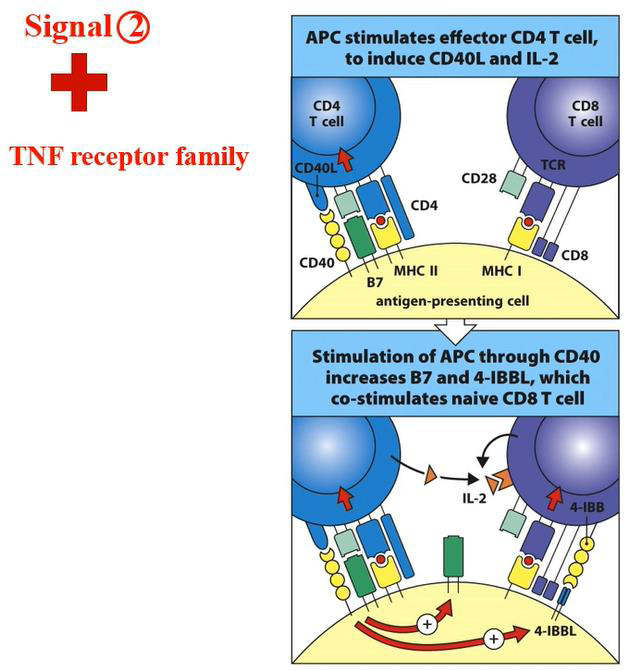 Signal 2
TNF receptor family
APC stimulates effector CD4 T cell,
to induce CD40L and IL-2
CD4
T cell
CD8
T cell
CD40L
TCR
CD28
CD4
CD40
CD8
B7
MHC II
MHC I
antigen-presenting cell
Stimulation of APC through CD40
increases B7 and 4-IBBL, which
co-stimulates naive CD8 T cell
IL-2
4-IBB
+
+
4-IBBL